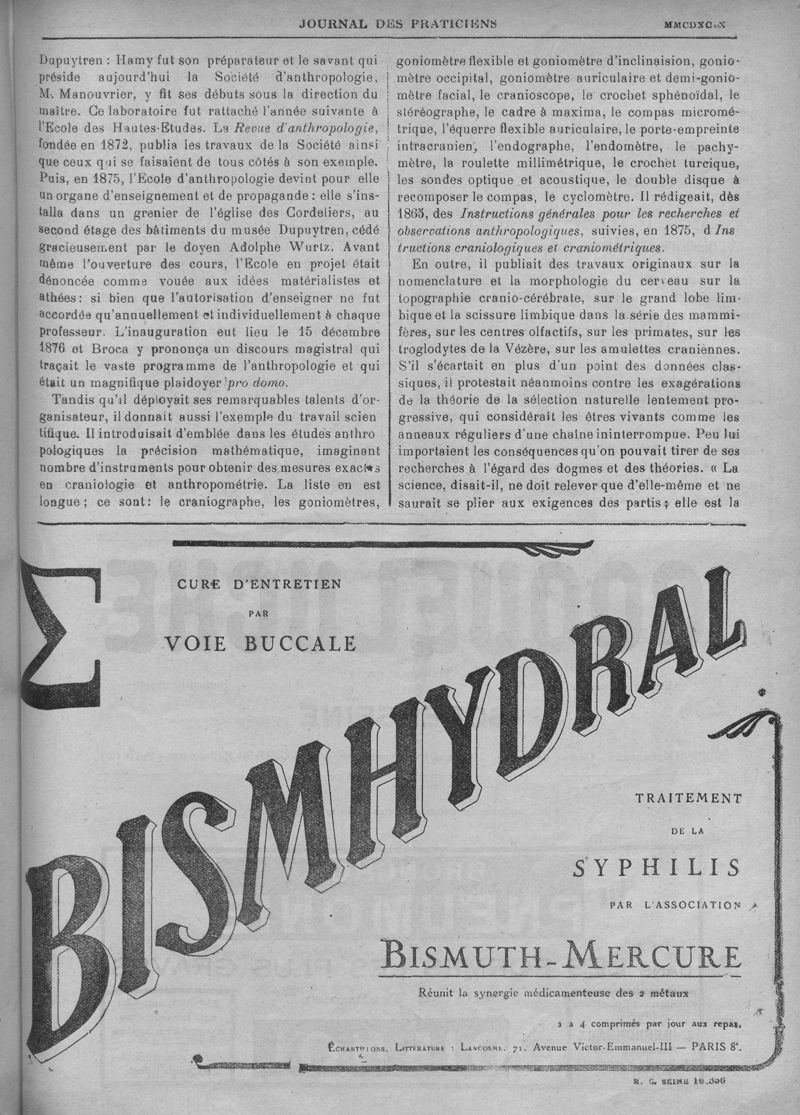 JOURNAL DES PRATICIENS
Dupuytren : Hamy fut son préparateur et le savant qui
préside aujourd'hui la Société d'anthropologie,
M. Manouvrier, y fit ses débuts sous la direction du
maître. Ce laboratoire fut rattaché l'année suivante à
l'Ecole des Hautes-Etudes. La Revue d'anthropologie,
fondée en 1872, publia les travaux de la Société ainsi
que ceux qui se faisaient de tous côtés à son exemple.
Puis, en 1875, l'Ecole d'anthropologie devint pour elle
un organe d'enseignement et de propagande : elle s'ins-
talla dans un grenier de l'église des Cordeliers, au
second étage des bâtiments du musée Dupuytren, cédé
gracieusement par le doyen Adolphe Wurtz. Avant
même l'ouverture des cours, l'Ecole en projet était
dénoncée comme vouée aux idées matérialistes et
athées : si bien que l'autorisation d'enseigner ne fut
accordée qu'annuellement et individuellement à chaque
professeur. L'inauguration eut lieu le 15 décembre
1876 et Broca y prononça un discours magistral qui
traçait le vaste programme de l'anthropologie et qui
était un magnifique plaidoyer pro domo.
Tandis qu'il déployait ses remarquables talents d'or-
ganisateur, il donnait aussi l'exemple du travail scien
tifique. Il introduisait d'emblée dans les études anthro
pologiques la précision mathématique, imaginant
nombre d'instruments pour obtenir des mesures exactes
en craniologie et anthropométrie. La liste en est
longue ; ce sont : le craniographe, les goniomètres,
goniomètre flexible et goniomètre d'inclinaision, gonio-
mètre occipital, goniomètre auriculaire et demi-gonio-
mètre facial, le cranioscope, le crochet sphénoïdal, le
stéréographe, le cadre à maxima, le compas micromé-
trique, l'équerre flexible auriculaire, le porte-empreinte
intracranien, l'endographe, l'endomètre, le pachy-
mètre, la roulette millimétrique, le crochet turcique,
les sondes optique et acoustique, le double disque à
recomposer le compas, le cyclomètre. Il rédigeait, dès
1865, des Instructions générales pour les recherches et
observations anthropologiques, suivies, en 1875, d Ins
tructions craniologiques et craniométriques.
En outre, il publiait des travaux originaux sur la
nomenclature et la morphologie du cerveau sur la
topographie cranio-cérébrate, sur le grand lobe lim-
bique et la scissure limbique dans la série des mammi-
fères, sur les centres olfactifs, sur les primates, sur les
troglodytes de la Vézère, sur les amulettes craniennes.
S'il s'écartait en plus d'un point des données clas-
siques, il protestait néanmoins contre les exagérations
de la théorie de la sélection naturelle lentement pro-
gressive, qui considérait les êtres vivants comme les
anneaux réguliers d'une chaîne ininterrompue. Peu lui
importaient les conséquences qu'on pouvait tirer de ses
recherches à l'égard des dogmes et des théories. « La
science, disait-il, ne doit relever que d'elle-même et ne
saurait se plier aux exigences des partis ; elle est la
Σ
CURE D'ENTRETIEN
PAR
VOIE BUCCALE
BISMHYDRAL
TRAITEMENT
DE LA
SYPHILIS
PAR L'ASSOCIATION
BISMUTH-MERCURE
Réunit la synergie médicamenteuse des 2 métaux
2 a 4 comprimés par jour aux repas,
ÉCHANTILLONS, LITTÉRATURE : LANCOSME, 71, Avenue Victor-Emmanuel-III — PARIS 8e.
R. C. SEINE 10.356